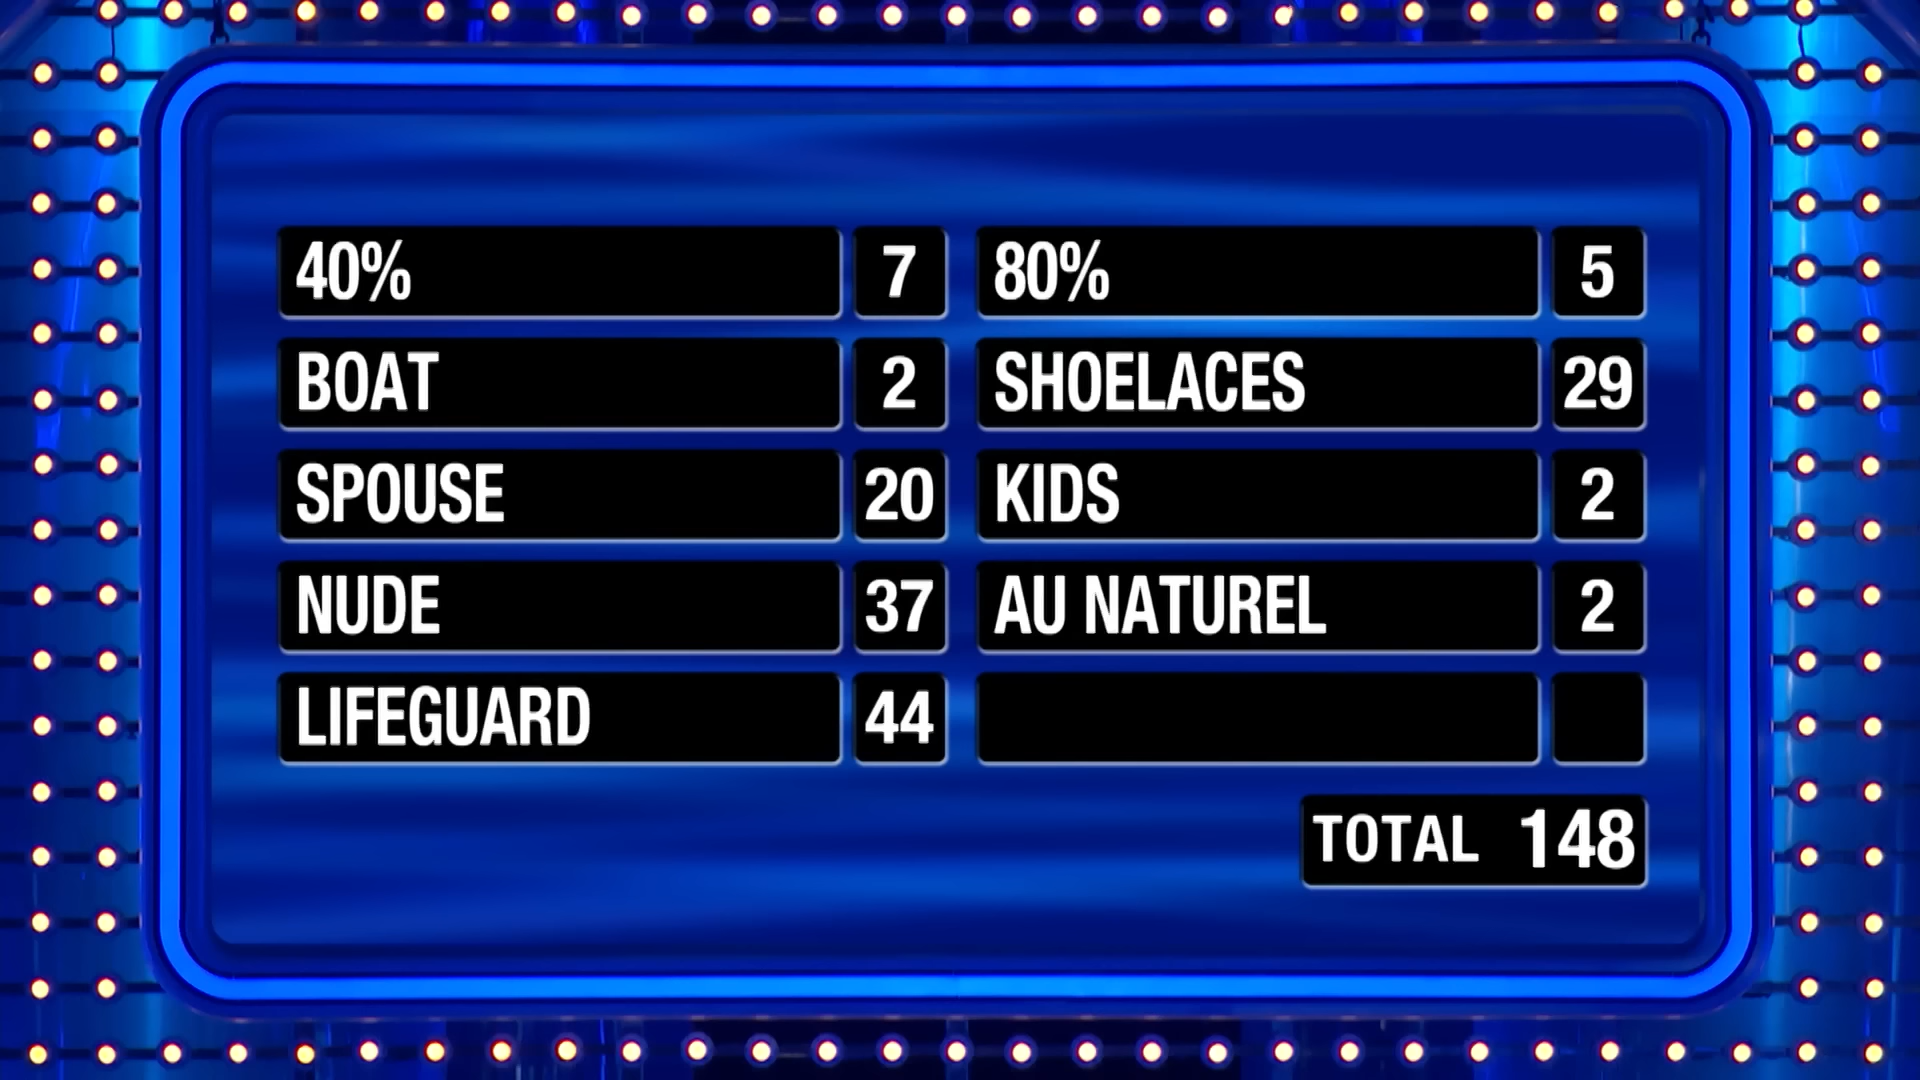 40% 7 80% 5
BOAT 2 SHOELACES 29
SPOUSE 20 KIDS 2
NUDE 37 AU NATUREL 2
LIFEGUARD 44
TOTAL 148